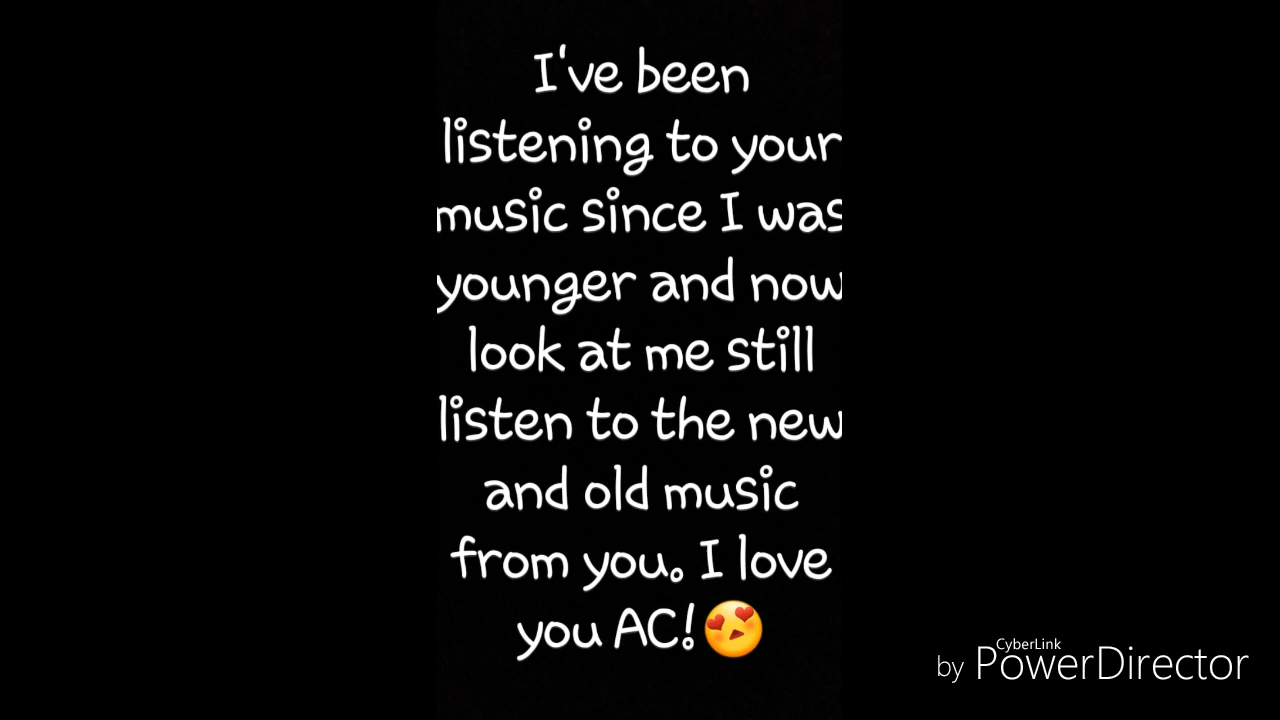 I've been
listening to your
music since I was
younger and now
look at me still
listen to the new
and old music
from you. I love
you AC!😍
CyberLink
by PowerDirector